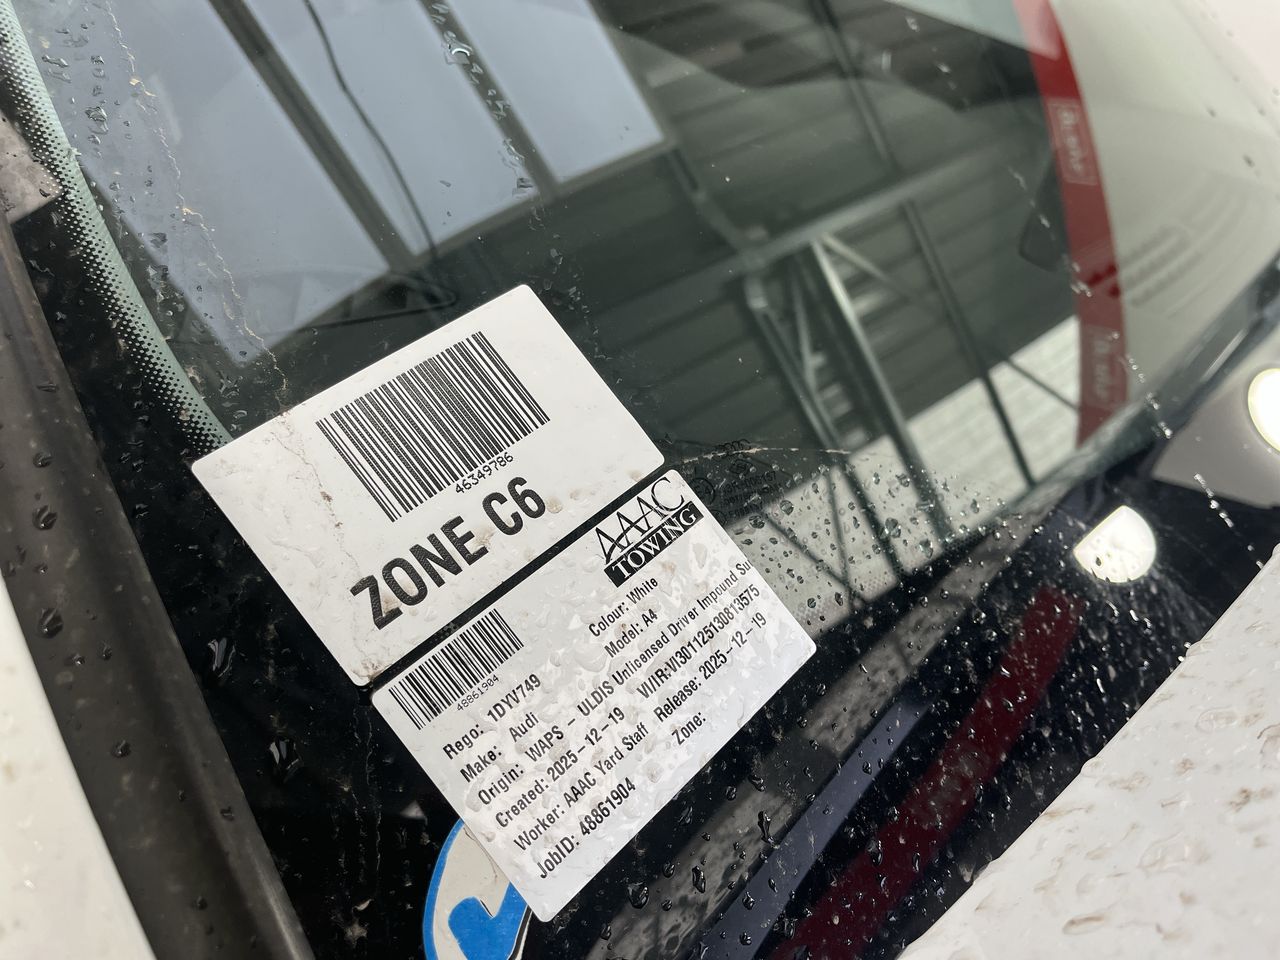 46349786
ZONE C6
AAAC
TOWING
48861904
Rego: 1DYV749
Colour: White
Make: Audi
Model: A4
Origin: WAPS - ULDIS Unlicensed Driver Impound Su
Created: 2025-12-19
VI/IR:VI301125130813575
Worker: AAAC Yard Staff
Release: 2025-12-19
JobID: 48861904
Zone: